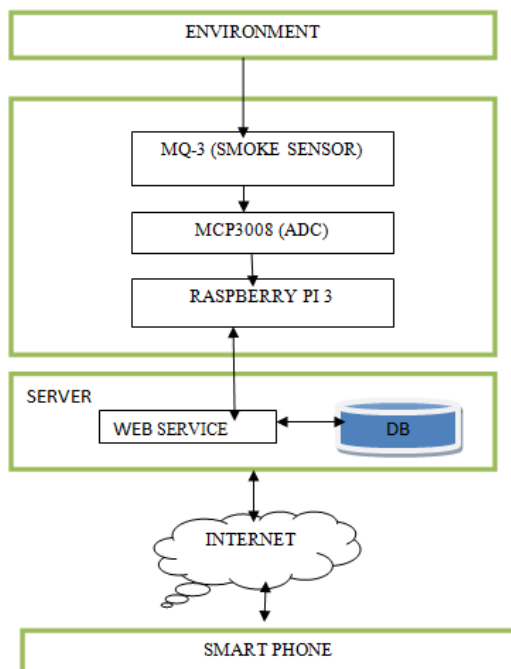 ENVIRONMENT
MQ-3 (SMOKE SENSOR)
MCP3008 (ADC)
RASPBERRY PI 3
SERVER
WEB SERVICE
DB
INTERNET
SMART PHONE